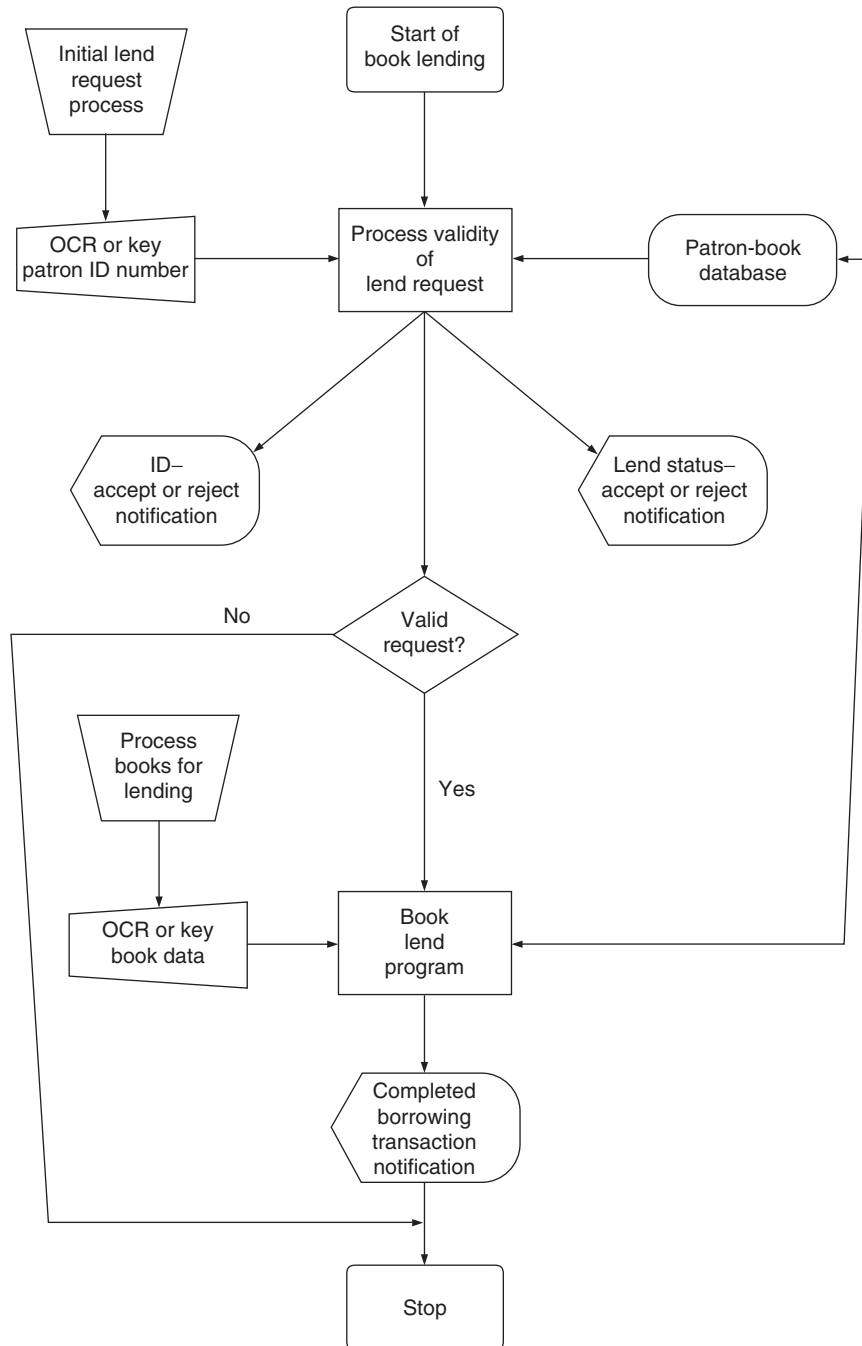 Initial lend
request
process
Start of
book lending
OCR or key
patron ID number
Process validity
of
lend request
Patron-book
database
ID–
accept or reject
notification
Lend status–
accept or reject
notification
No
Valid
request?
Process
books for
lending
Yes
OCR or key
book data
Book
lend
program
Completed
borrowing
transaction
notification
Stop